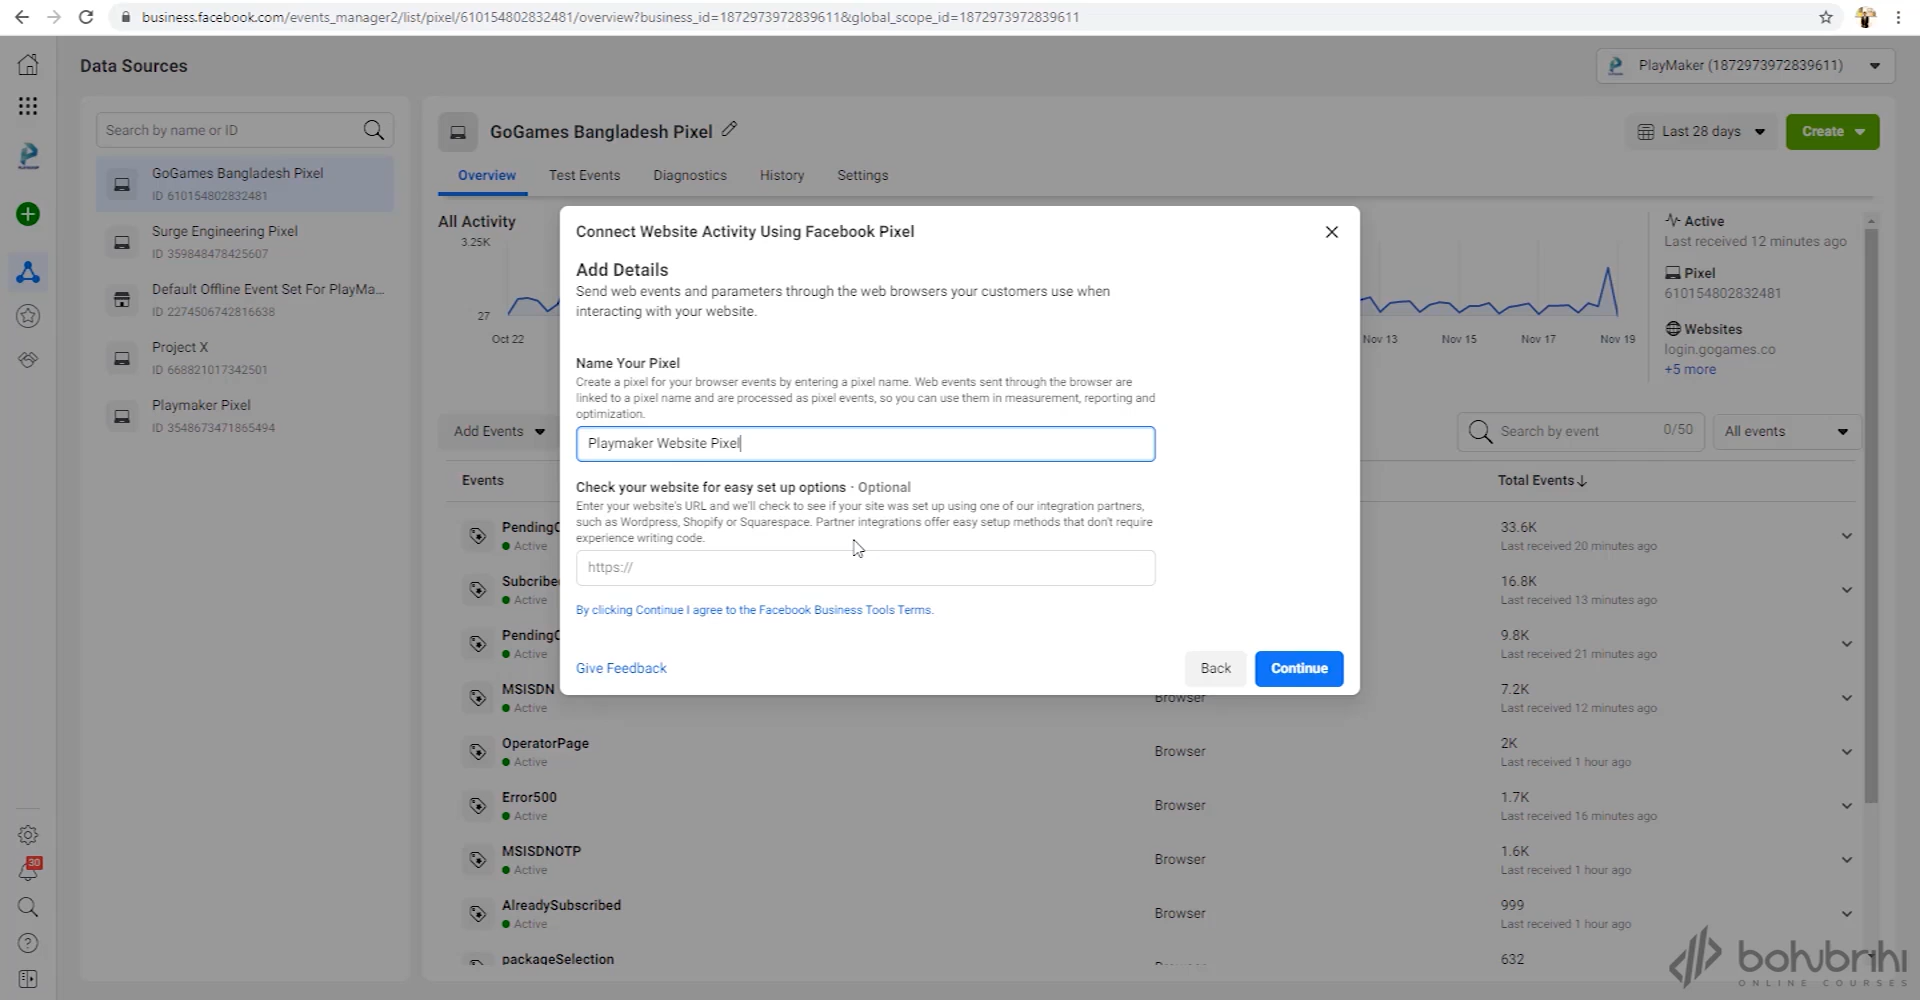 business.facebook.com/events_manager2/list/pixel/610154802832481/overview?business_id=1872973972839611&global_scope_id=1872973972839611
Data Sources
PlayMaker (1872973972839611)
Search by name or ID
GoGames Bangladesh Pixel
ID 610154802832481
Surge Engineering Pixel
ID 359848478425607
Default Offline Event Set For PlayMa...
ID 2274506742816638
Project X
ID 668821017342501
Playmaker Pixel
ID 3548673471865494
30
GoGames Bangladesh Pixel
Last 28 days
Create
Overview
Test Events
Diagnostics
History
Settings
All Activity
3.25K
27
Oct 22
Nov 13
Nov 15
Nov 17
Nov 19
Active
Last received 12 minutes ago
Pixel
610154802832481
Websites
login.gogames.co
+5 more
Connect Website Activity Using Facebook Pixel
Add Details
Send web events and parameters through the web browsers your customers use when
interacting with your website.
Name Your Pixel
Create a pixel for your browser events by entering a pixel name. Web events sent through the browser are
linked to a pixel name and are processed as pixel events, so you can use them in measurement, reporting and
optimization.
Playmaker Website Pixel
Check your website for easy set up options · Optional
Enter your website's URL and we'll check to see if your site was set up using one of our integration partners,
such as Wordpress, Shopify or Squarespace. Partner integrations offer easy setup methods that don't require
experience writing code.
https://
By clicking Continue I agree to the Facebook Business Tools Terms.
Give Feedback
Back
Continue
Add Events
Search by event
0/50
All events
Events
Total Events
Active
33.6K
Last received 20 minutes ago
Active
16.8K
Last received 13 minutes ago
Active
9.8K
Last received 21 minutes ago
MSISDN
Active
Browser
7.2K
Last received 12 minutes ago
OperatorPage
Active
Browser
2K
Last received 1 hour ago
Error500
Active
Browser
1.7K
Last received 16 minutes ago
MSISDNOTP
Active
Browser
1.6K
Last received 1 hour ago
AlreadySubscribed
Active
Browser
999
Last received 1 hour ago
packageSelection
632
bohubrihi
ONLINE COURSES